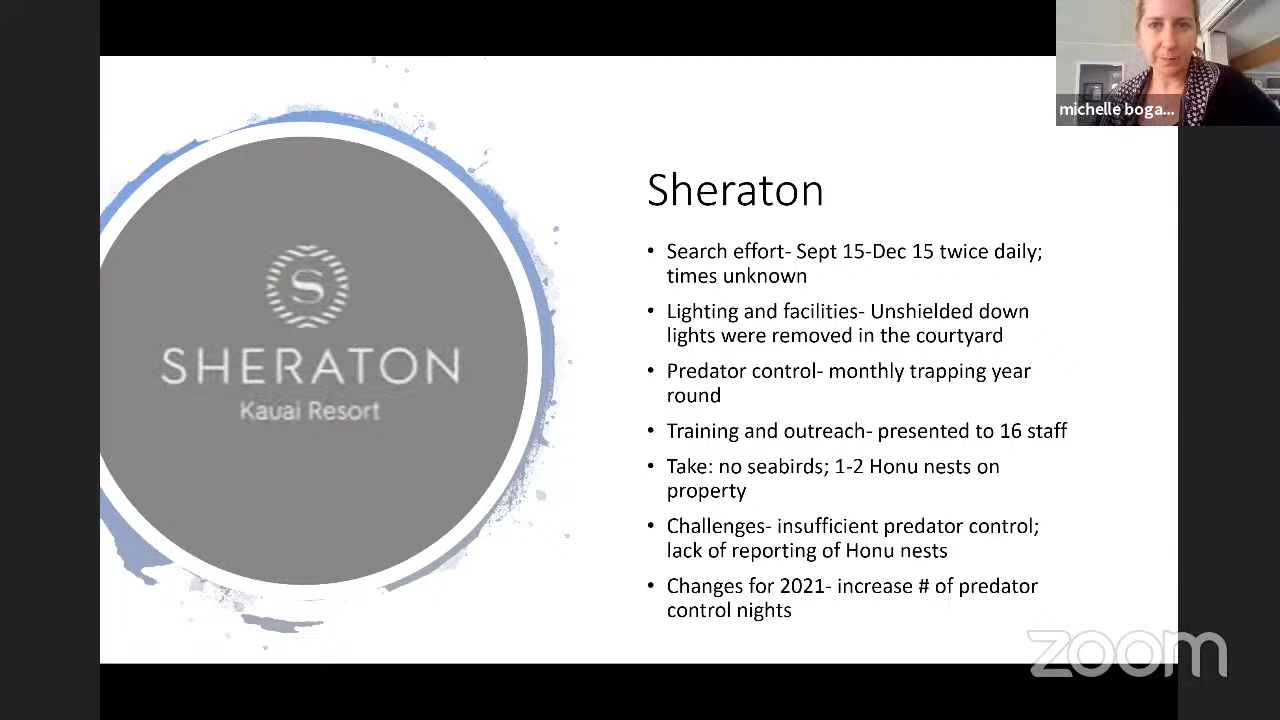 michelle boga...
Sheraton
S
SHERATON
Kauai Resort
• Search effort- Sept 15-Dec 15 twice daily;
times unknown
• Lighting and facilities- Unshielded down
lights were removed in the courtyard
• Predator control- monthly trapping year
round
• Training and outreach- presented to 16 staff
• Take: no seabirds; 1-2 Honu nests on
property
• Challenges- insufficient predator control;
lack of reporting of Honu nests
• Changes for 2021- increase # of predator
control nights
zoom